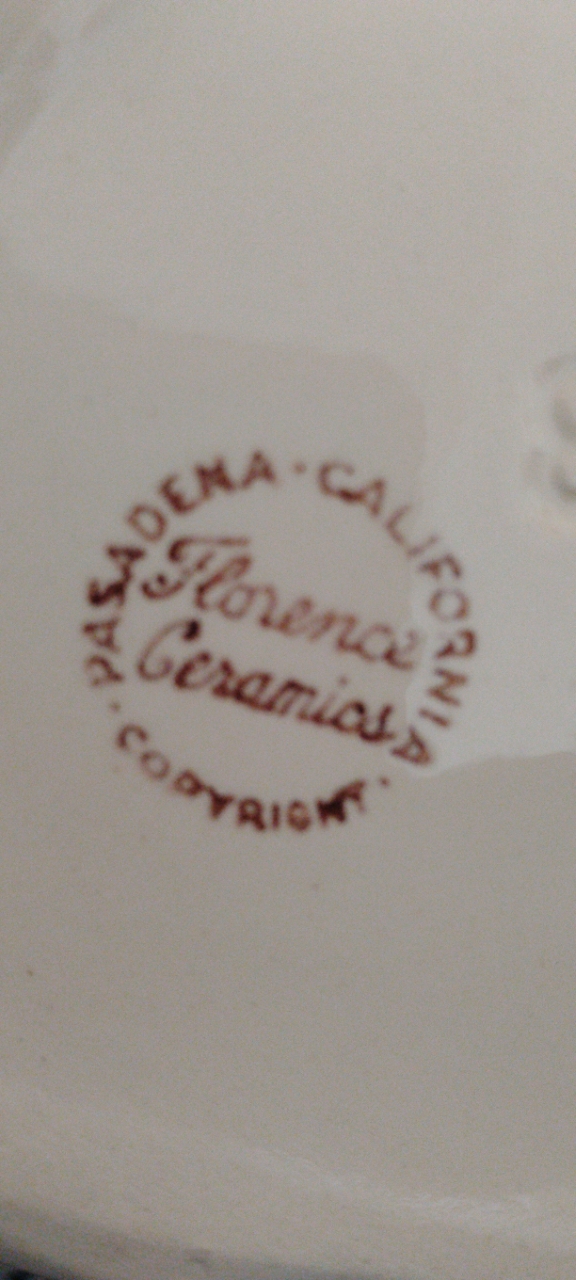 PASADENA · CALIFORNIA
Florence
Ceramics
· COPYRIGHT ·